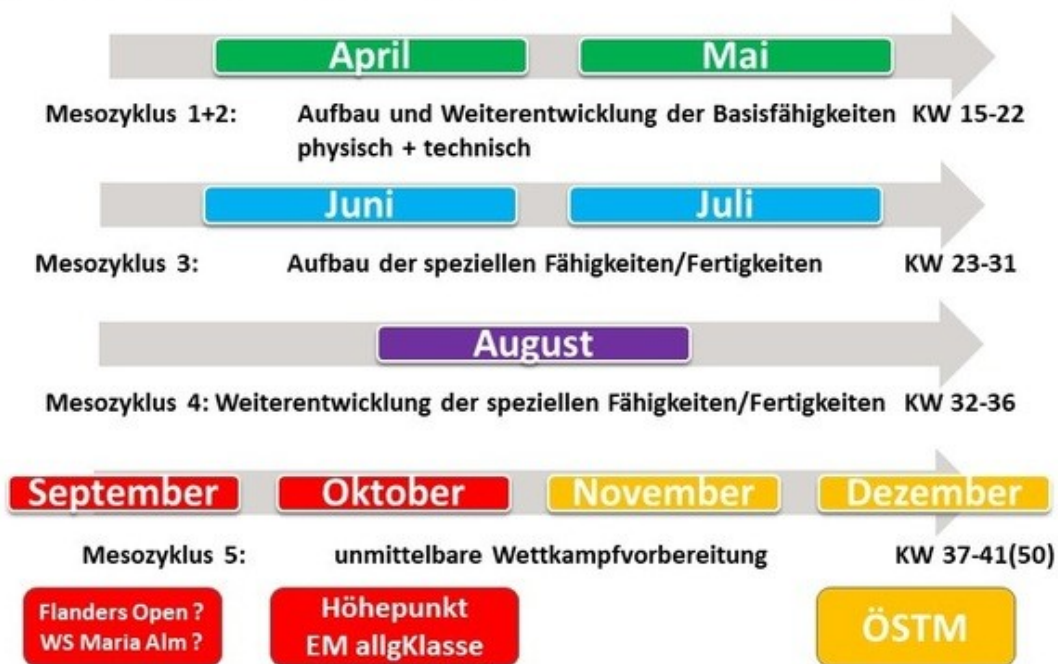 April Mai
Mesozyklus 1+2: Aufbau und Weiterentwicklung der Basisfähigkeiten KW 15-22
physisch + technisch
Juni Juli
Mesozyklus 3: Aufbau der speziellen Fähigkeiten/Fertigkeiten KW 23-31
August
Mesozyklus 4: Weiterentwicklung der speziellen Fähigkeiten/Fertigkeiten KW 32-36
September Oktober November Dezember
Mesozyklus 5: unmittelbare Wettkampfvorbereitung KW 37-41(50)
Flanders Open ?
WS Maria Alm ?
Höhepunkt
EM allgKlasse
ÖSTM